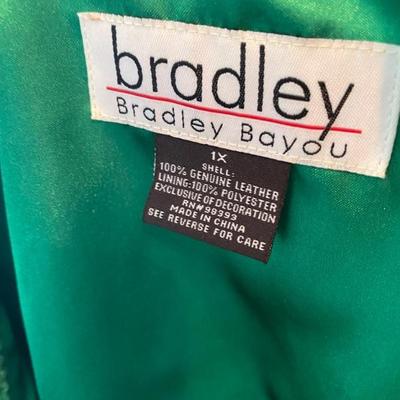 bradley
Bradley Bayou
1X
SHELL:
100% GENUINE LEATHER
LINING:100% POLYESTER
EXCLUSIVE OF DECORATION
RN#98393
MADE IN CHINA
SEE REVERSE FOR CARE